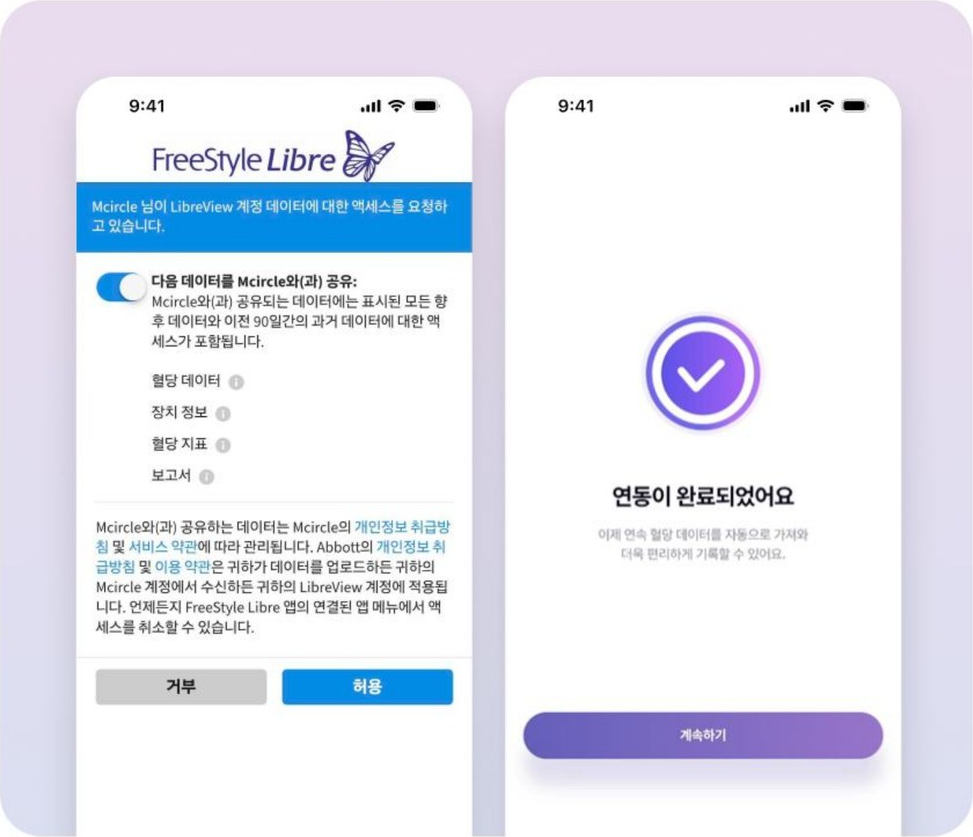 9:41
FreeStyle Libre
Mcircle 님이 LibreView 계정 데이터에 대한 액세스를 요청하
고 있습니다.
다음 데이터를 Mcircle와(과) 공유:
Mcircle와(과) 공유되는 데이터에는 표시된 모든 향
후 데이터와 이전 90일간의 과거 데이터에 대한 액
세스가 포함됩니다.
혈당 데이터
장치 정보
혈당 지표
보고서
Mcircle와(과) 공유하는 데이터는 Mcircle의 개인정보 취급방
침 및 서비스 약관에 따라 관리됩니다. Abbott의 개인정보 취
급방침 및 이용 약관은 귀하가 데이터를 업로드하든 귀하의
Mcircle 계정에서 수신하든 귀하의 LibreView 계정에 적용됩
니다. 언제든지 FreeStyle Libre 앱의 연결된 앱 메뉴에서 액
세스를 취소할 수 있습니다.
거부
허용
9:41
연동이 완료되었어요
이제 연속 혈당 데이터를 자동으로 가져와
더욱 편리하게 기록할 수 있어요.
계속하기